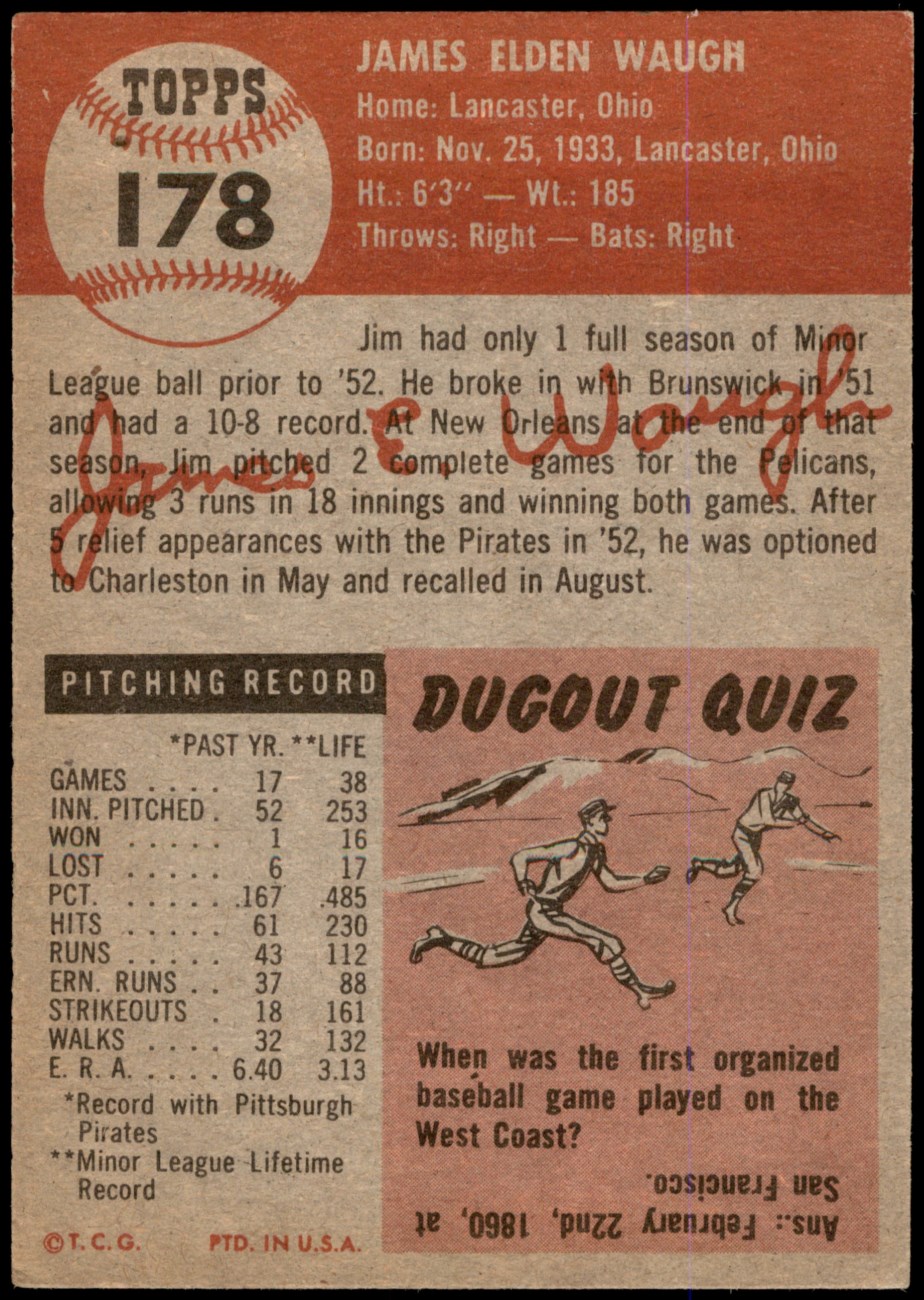 TOPPS
178
JAMES ELDEN WAUGH
Home: Lancaster, Ohio
Born: Nov. 25, 1933, Lancaster, Ohio
Ht.: 6'3" — Wt.: 185
Throws: Right — Bats: Right
Jim had only 1 full season of Minor
League ball prior to '52. He broke in with Brunswick in '51
and had a 10-8 record. At New Orleans at the end of that
season, Jim pitched 2 complete games for the Pelicans,
allowing 3 runs in 18 innings and winning both games. After
5 relief appearances with the Pirates in '52, he was optioned
to Charleston in May and recalled in August.
James E. Waugh
PITCHING RECORD
*PAST YR. **LIFE
GAMES . . . . 17 38
INN. PITCHED . 52 253
WON . . . . . 1 16
LOST . . . . . 6 17
PCT. . . . . . .167 .485
HITS . . . . . 61 230
RUNS . . . . . 43 112
ERN. RUNS . . 37 88
STRIKEOUTS . 18 161
WALKS . . . . 32 132
E. R. A. . . . . 6.40 3.13
*Record with Pittsburgh
Pirates
**Minor League Lifetime
Record
©T. C. G. PTD. IN U.S.A.
DUGOUT QUIZ
When was the first organized
baseball game played on the
West Coast?
Ans.: February 22nd, 1860, at
San Francisco.